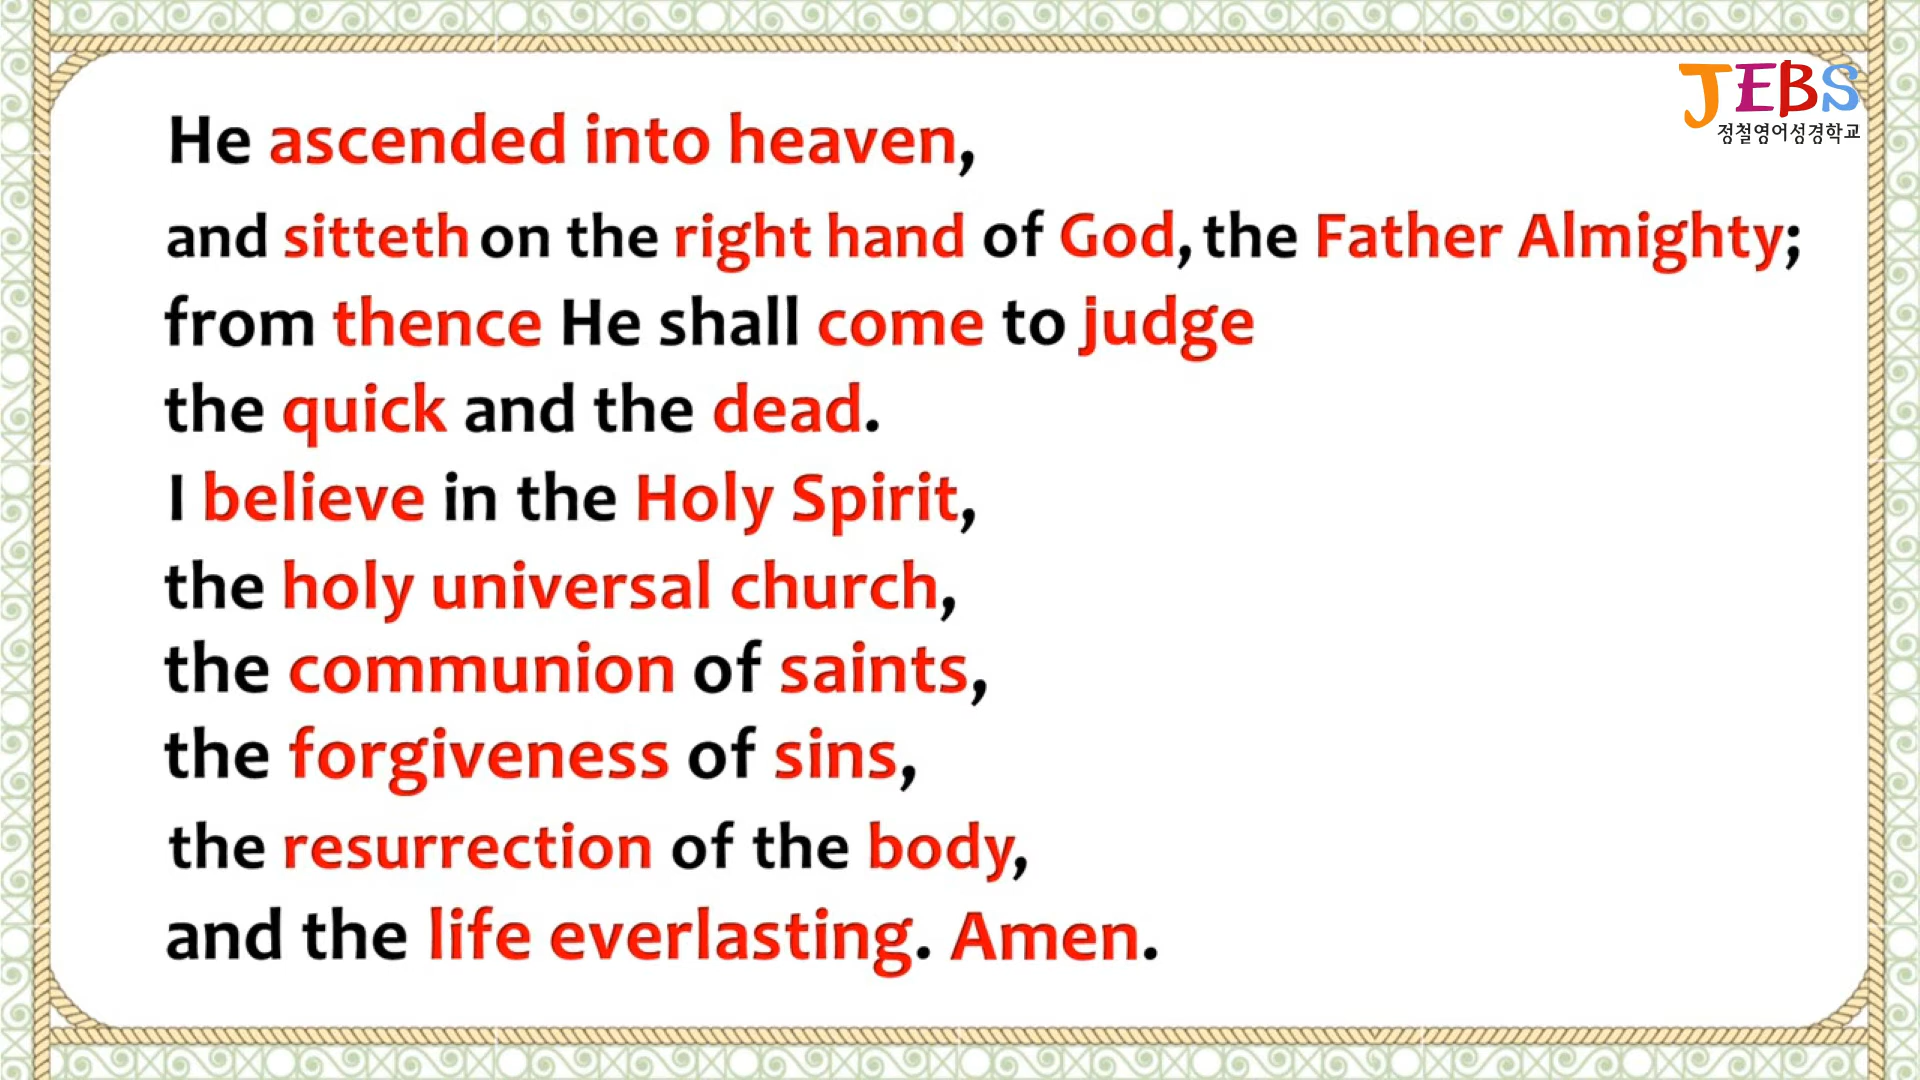 JEBS
정철영어성경학교
He ascended into heaven,
and sitteth on the right hand of God, the Father Almighty;
from thence He shall come to judge
the quick and the dead.
I believe in the Holy Spirit,
the holy universal church,
the communion of saints,
the forgiveness of sins,
the resurrection of the body,
and the life everlasting. Amen.